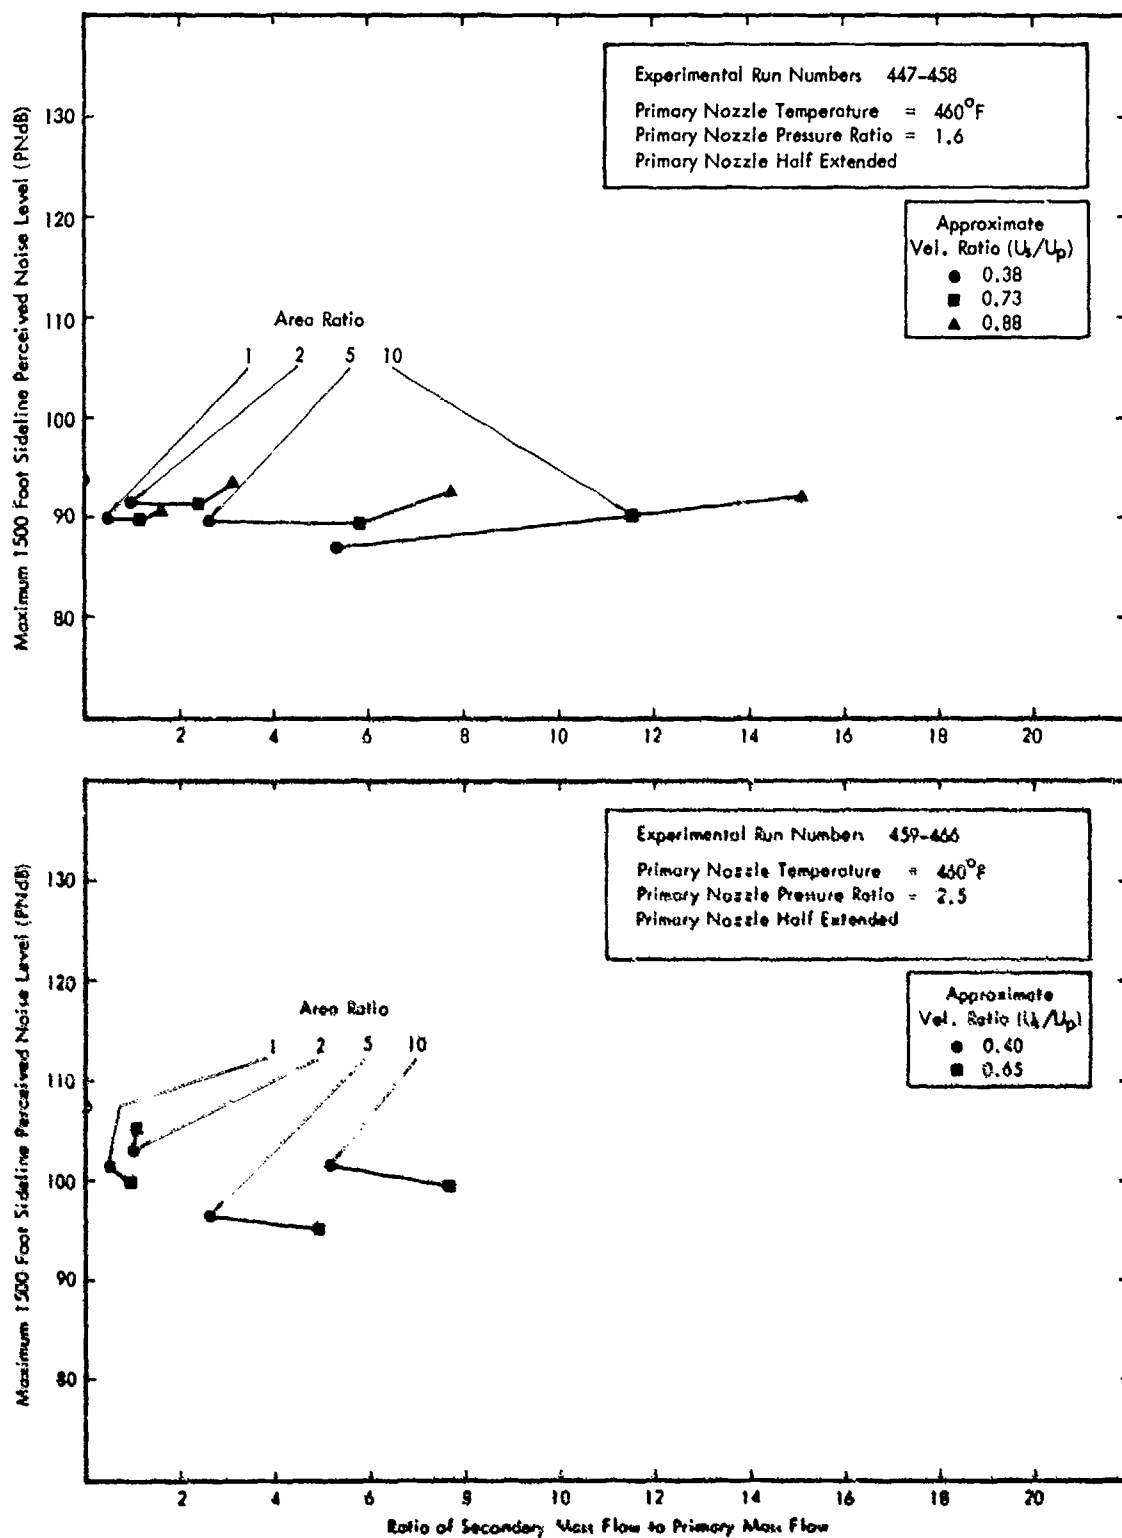 Maximum 1500 Foot Sideline Perceived Noise Level (PNdB)
130
120
110
100
90
80
Experimental Run Numbers 447-458
Primary Nozzle Temperature = 460°F
Primary Nozzle Pressure Ratio = 1.6
Primary Nozzle Half Extended
Approximate
Vel. Ratio (Us/Up)
● 0.38
■ 0.73
▲ 0.88
Area Ratio
1 2 5 10
2 4 6 8 10 12 14 16 18 20
Maximum 1500 Foot Sideline Perceived Noise Level (PNdB)
130
120
110
100
90
80
Experimental Run Numbers 459-466
Primary Nozzle Temperature = 460°F
Primary Nozzle Pressure Ratio = 2.5
Primary Nozzle Half Extended
Approximate
Vel. Ratio (Us/Up)
● 0.40
■ 0.65
Area Ratio
1 2 5 10
2 4 6 8 10 12 14 16 18 20
Ratio of Secondary Mass Flow to Primary Mass Flow